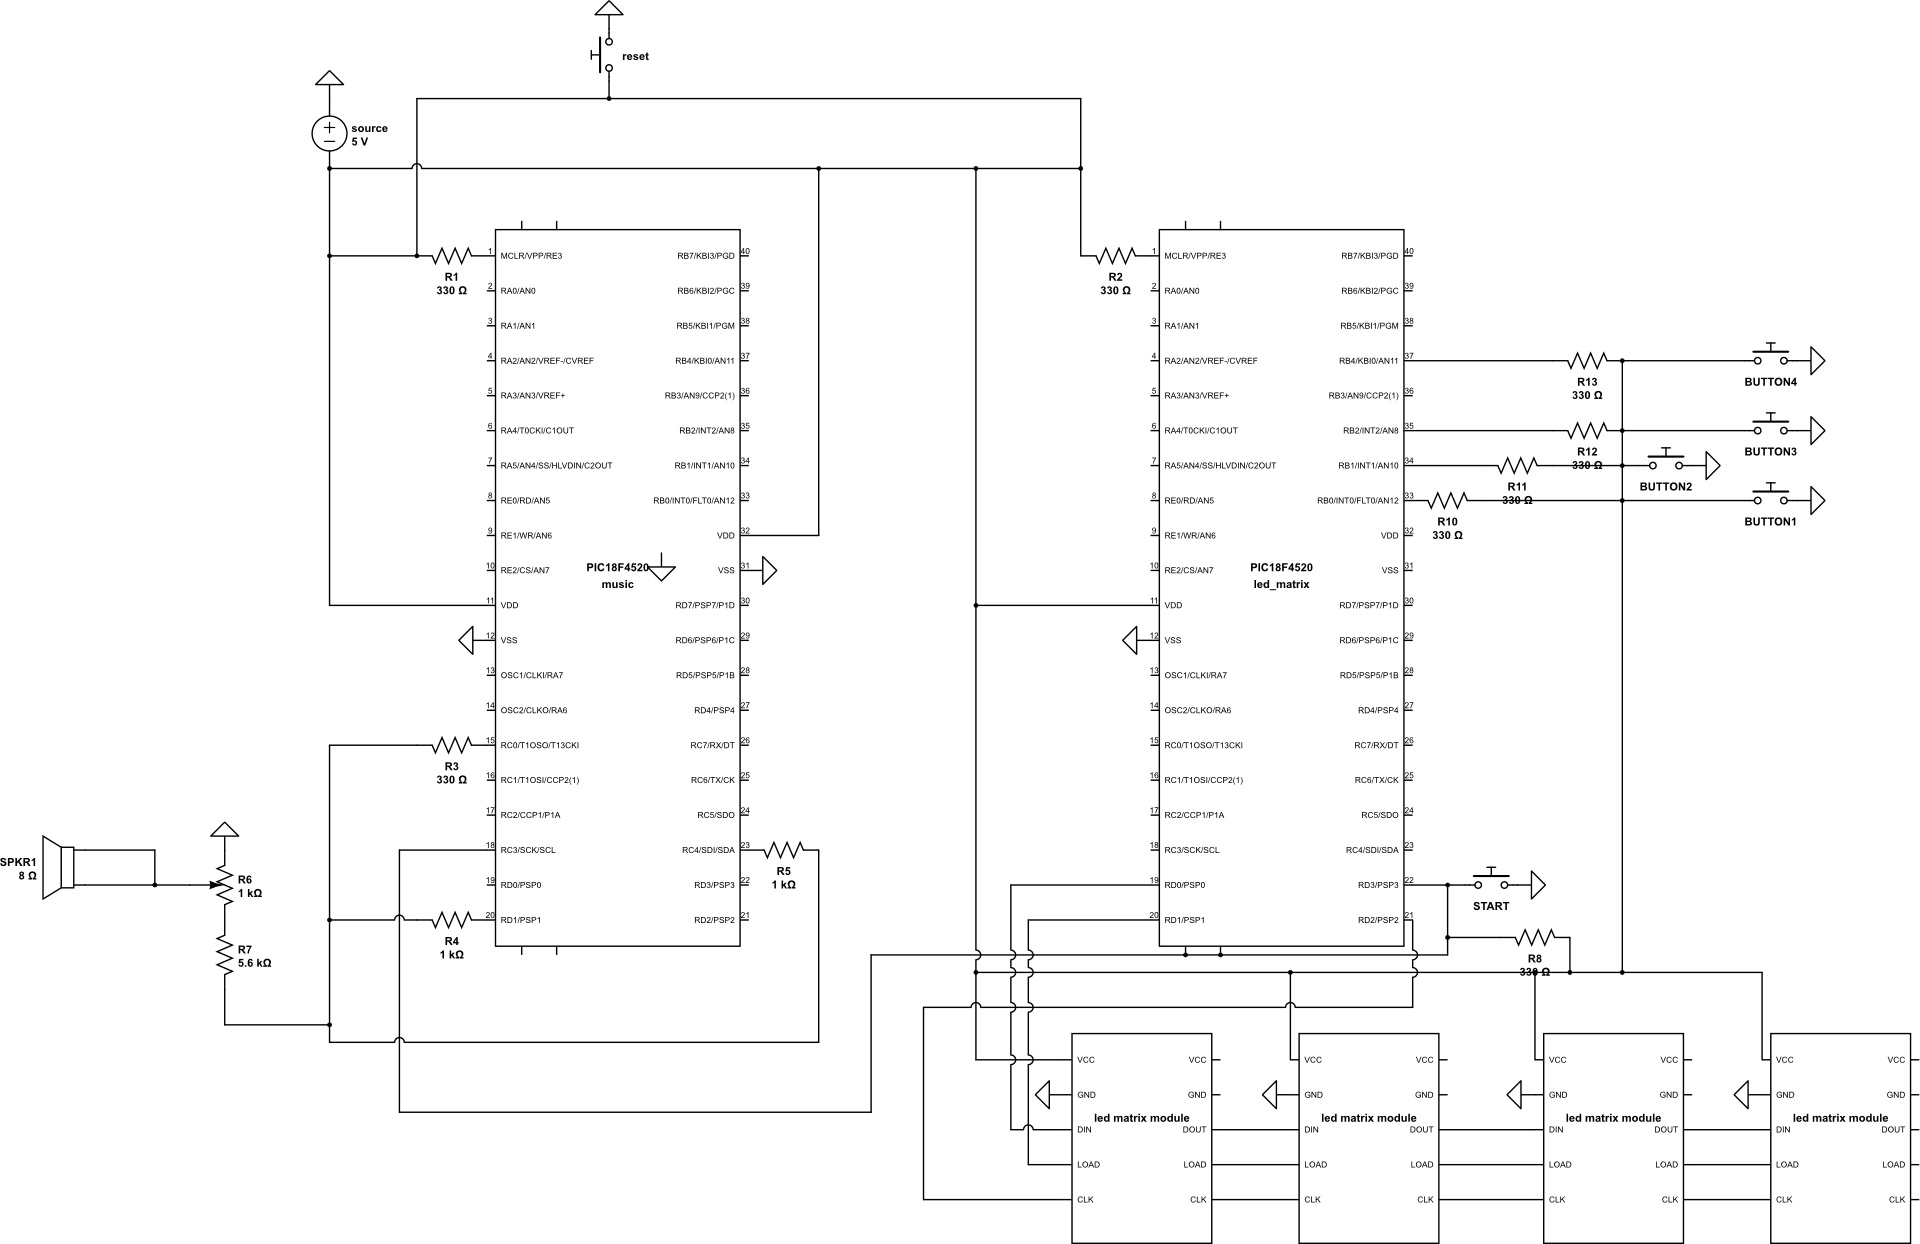 reset
source
5 V
R1
330 Ω
1
MCLR/VPP/RE3
2
RA0/AN0
3
RA1/AN1
4
RA2/AN2/VREF-/CVREF
5
RA3/AN3/VREF+
6
RA4/T0CKI/C1OUT
7
RA5/AN4/SS/HLVDIN/C2OUT
8
RE0/RD/AN5
9
RE1/WR/AN6
10
RE2/CS/AN7
11
VDD
12
VSS
13
OSC1/CLKI/RA7
14
OSC2/CLKO/RA6
15
RC0/T1OSO/T13CKI
16
RC1/T1OSI/CCP2(1)
17
RC2/CCP1/P1A
18
RC3/SCK/SCL
19
RD0/PSP0
20
RD1/PSP1
RB7/KBI3/PGD
40
RB6/KBI2/PGC
39
RB5/KBI1/PGM
38
RB4/KBI0/AN11
37
RB3/AN9/CCP2(1)
36
RB2/INT2/AN8
35
RB1/INT1/AN10
34
RB0/INT0/FLT0/AN12
33
VDD
32
VSS
31
RD7/PSP7/P1D
30
RD6/PSP6/P1C
29
RD5/PSP5/P1B
28
RD4/PSP4
27
RC7/RX/DT
26
RC6/TX/CK
25
RC5/SDO
24
RC4/SDI/SDA
23
RD3/PSP3
22
RD2/PSP2
21
PIC18F4520
music
R3
330 Ω
R4
1 kΩ
R5
1 kΩ
SPKR1
8 Ω
R6
1 kΩ
R7
5.6 kΩ
R2
330 Ω
1
MCLR/VPP/RE3
2
RA0/AN0
3
RA1/AN1
4
RA2/AN2/VREF-/CVREF
5
RA3/AN3/VREF+
6
RA4/T0CKI/C1OUT
7
RA5/AN4/SS/HLVDIN/C2OUT
8
RE0/RD/AN5
9
RE1/WR/AN6
10
RE2/CS/AN7
11
VDD
12
VSS
13
OSC1/CLKI/RA7
14
OSC2/CLKO/RA6
15
RC0/T1OSO/T13CKI
16
RC1/T1OSI/CCP2(1)
17
RC2/CCP1/P1A
18
RC3/SCK/SCL
19
RD0/PSP0
20
RD1/PSP1
RB7/KBI3/PGD
40
RB6/KBI2/PGC
39
RB5/KBI1/PGM
38
RB4/KBI0/AN11
37
RB3/AN9/CCP2(1)
36
RB2/INT2/AN8
35
RB1/INT1/AN10
34
RB0/INT0/FLT0/AN12
33
VDD
32
VSS
31
RD7/PSP7/P1D
30
RD6/PSP6/P1C
29
RD5/PSP5/P1B
28
RD4/PSP4
27
RC7/RX/DT
26
RC6/TX/CK
25
RC5/SDO
24
RC4/SDI/SDA
23
RD3/PSP3
22
RD2/PSP2
21
PIC18F4520
led_matrix
R13
330 Ω
BUTTON4
R12
330 Ω
BUTTON3
R11
330 Ω
BUTTON2
R10
330 Ω
BUTTON1
START
R8
330 Ω
VCC
VCC
GND
GND
led matrix module
DIN
DOUT
LOAD
LOAD
CLK
CLK
VCC
VCC
GND
GND
led matrix module
DIN
DOUT
LOAD
LOAD
CLK
CLK
VCC
VCC
GND
GND
led matrix module
DIN
DOUT
LOAD
LOAD
CLK
CLK
VCC
VCC
GND
GND
led matrix module
DIN
DOUT
LOAD
LOAD
CLK
CLK